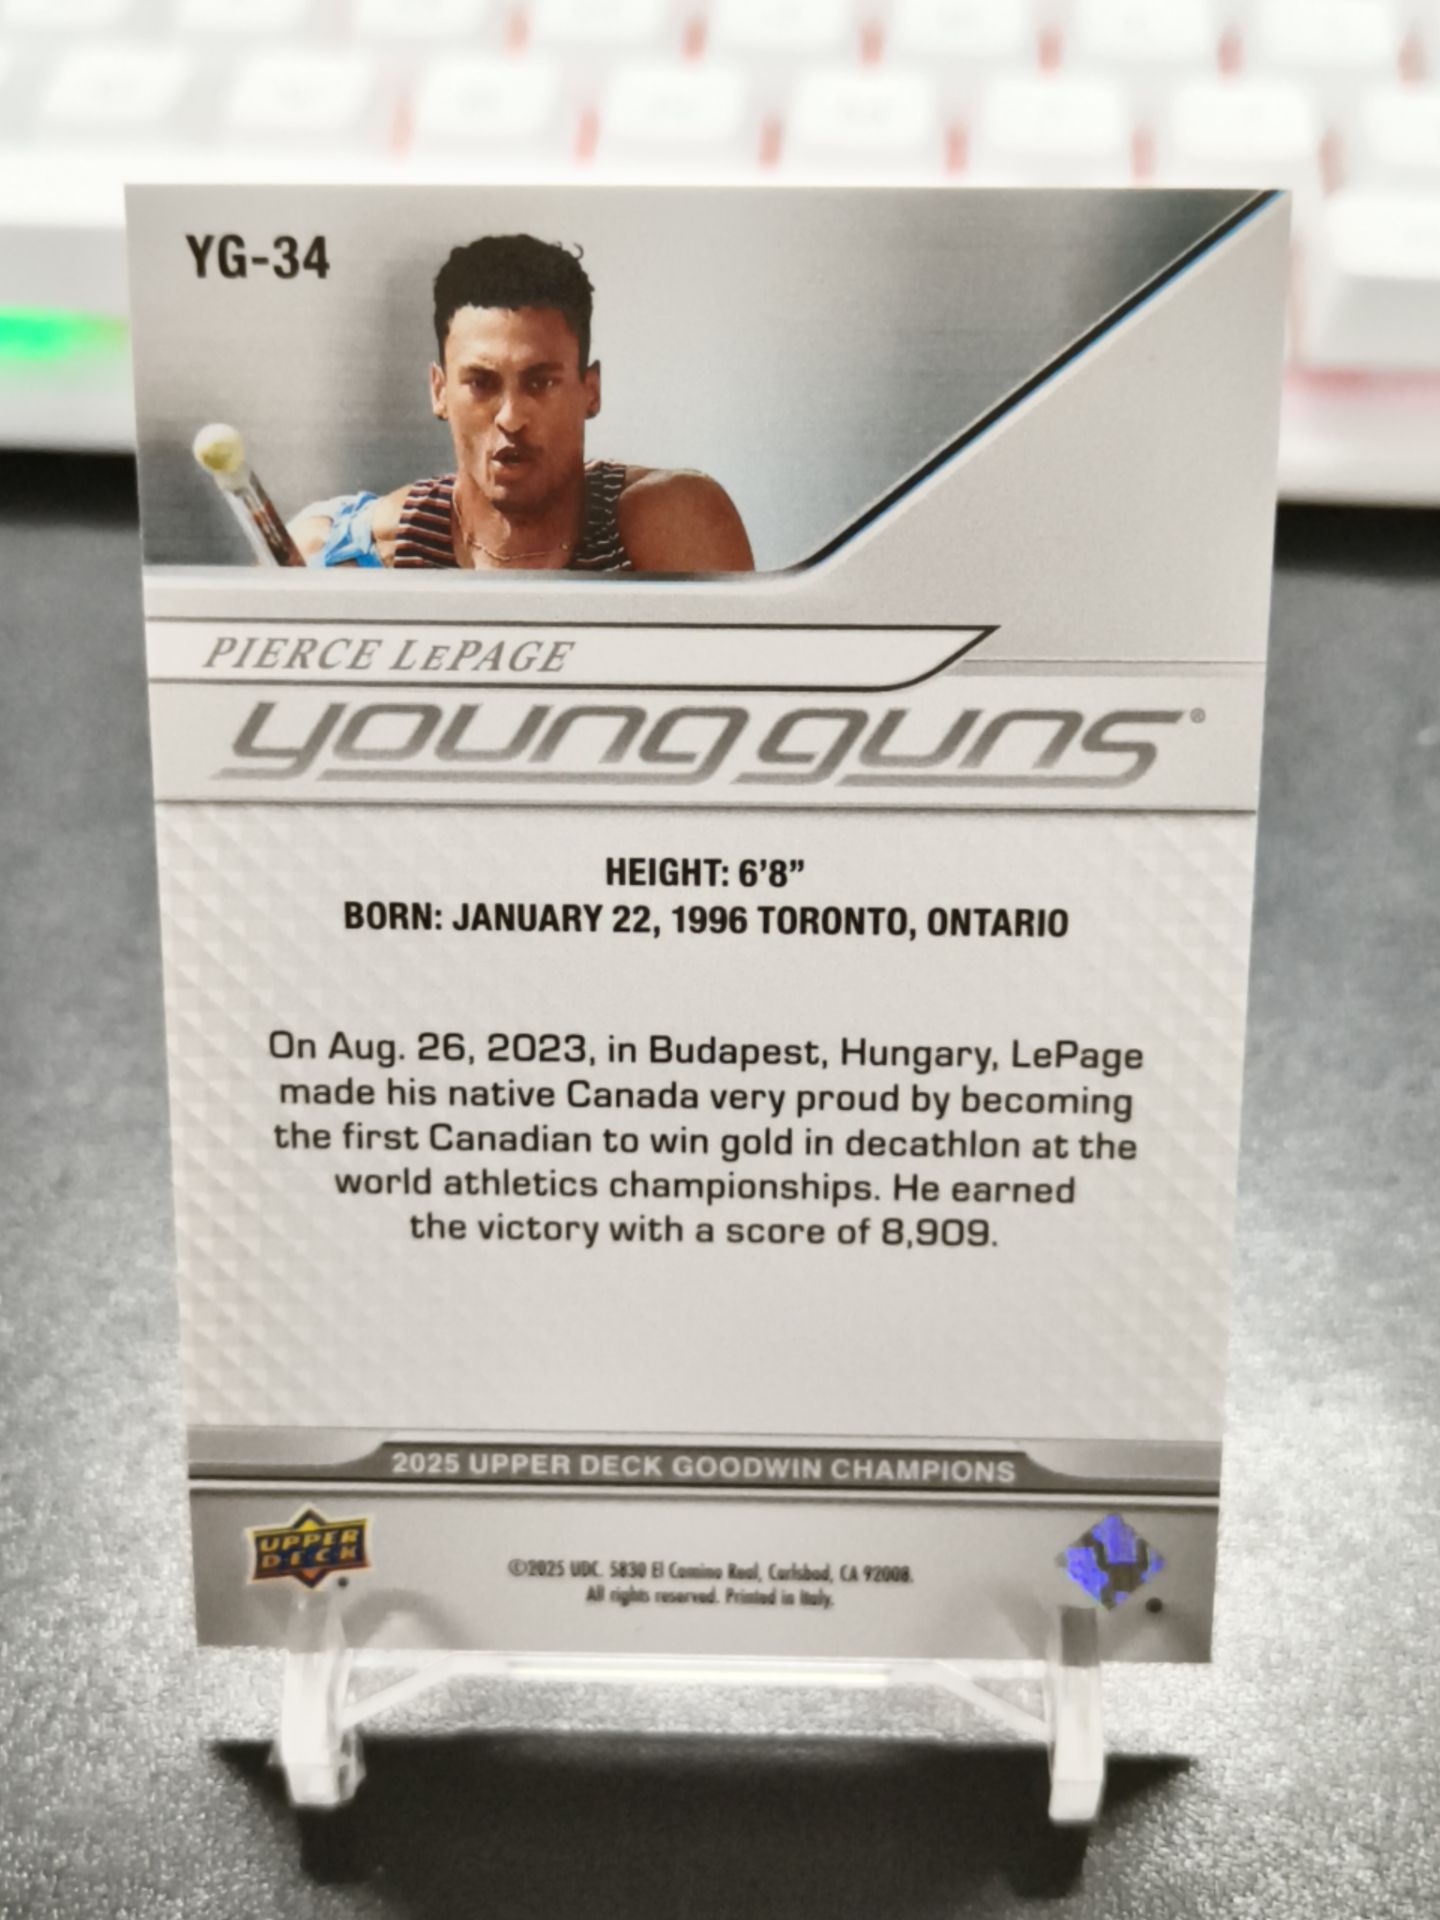 YG-34
PIERCE LePAGE
young guns®
HEIGHT: 6'8"
BORN: JANUARY 22, 1996 TORONTO, ONTARIO
On Aug. 26, 2023, in Budapest, Hungary, LePage
made his native Canada very proud by becoming
the first Canadian to win gold in decathlon at the
world athletics championships. He earned
the victory with a score of 8,909.
2025 UPPER DECK GOODWIN CHAMPIONS
UPPER
DECK
©2025 UDC. 5830 El Camino Real, Carlsbad, CA 92008.
All rights reserved. Printed in Italy.